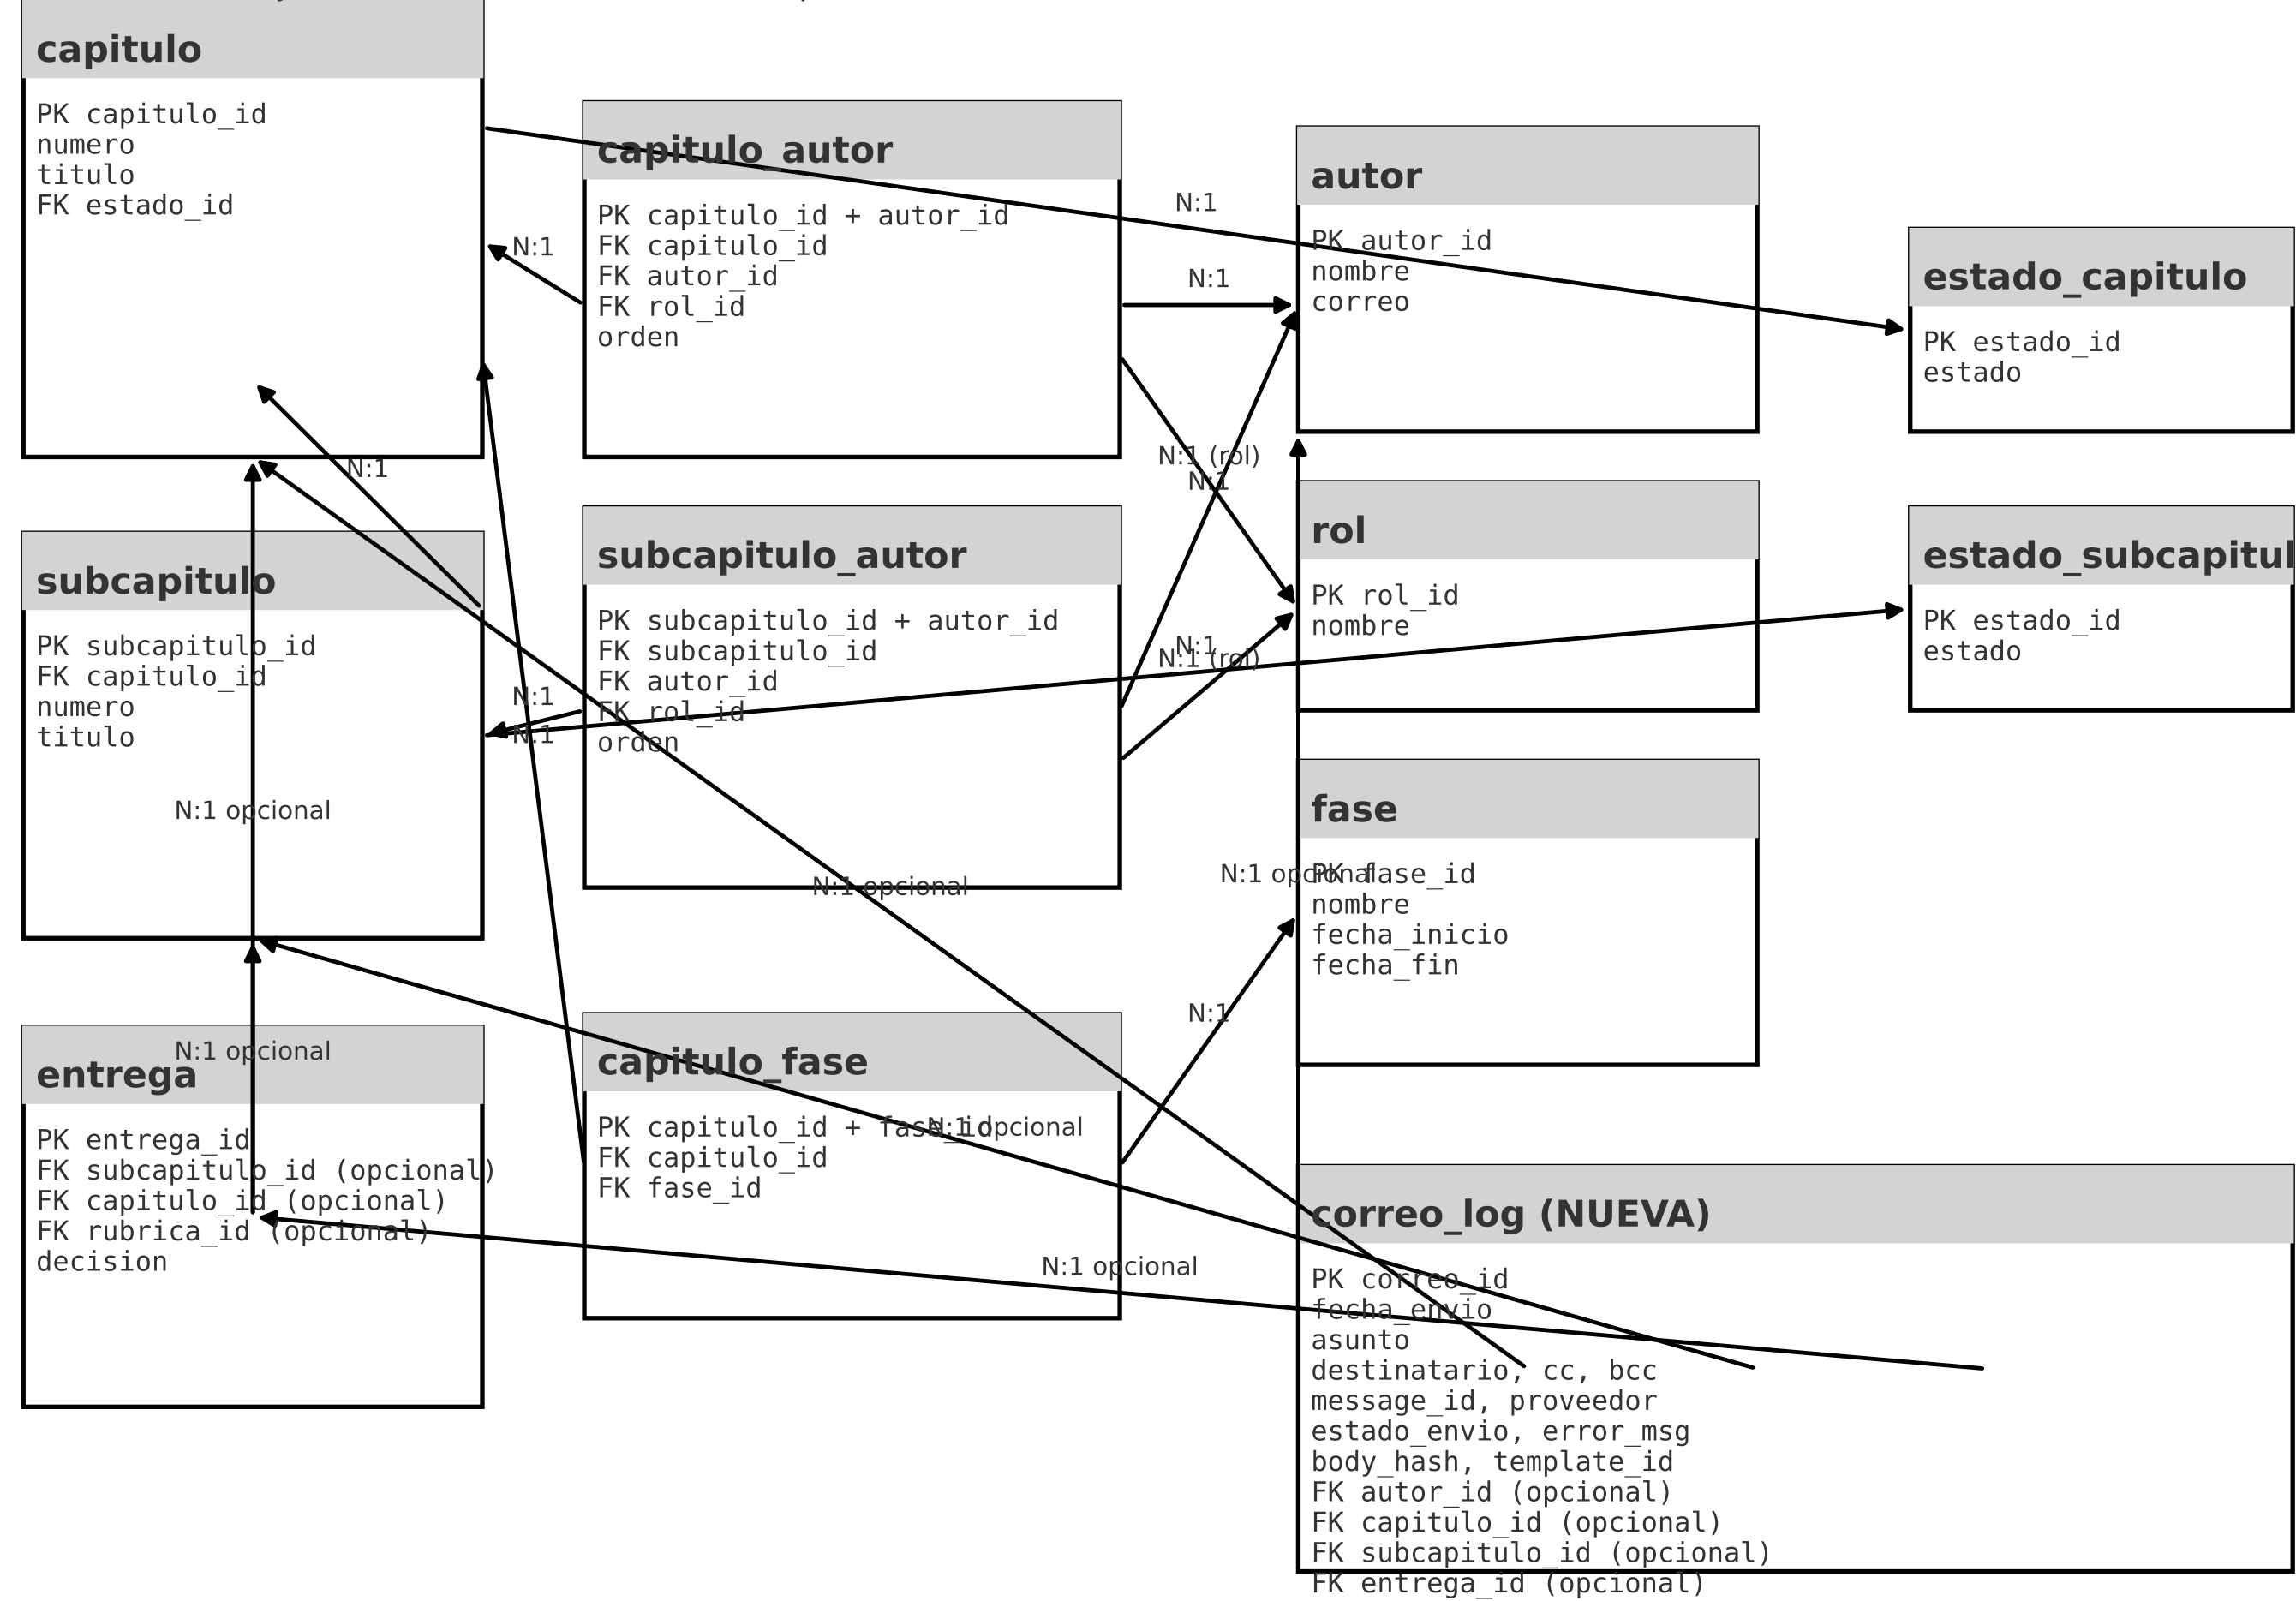 capitulo
PK capitulo_id
numero
titulo
FK estado_id
capitulo_autor
PK capitulo_id + autor_id
FK capitulo_id
FK autor_id
FK rol_id
orden
autor
PK autor_id
nombre
correo
estado_capitulo
PK estado_id
estado
N:1
N:1
N:1
N:1
N:1 (rol)
N:1
subcapitulo
PK subcapitulo_id
FK capitulo_id
numero
titulo
N:1 opcional
subcapitulo_autor
PK subcapitulo_id + autor_id
FK subcapitulo_id
FK autor_id
FK rol_id
orden
rol
PK rol_id
nombre
estado_subcapitul
PK estado_id
estado
N:1
N:1 (rol)
N:1
N:1
N:1 opcional
fase
PK fase_id
nombre
fecha_inicio
fecha_fin
N:1 opcional
N:1
entrega
N:1 opcional
PK entrega_id
FK subcapitulo_id (opcional)
FK capitulo_id (opcional)
FK rubrica_id (opcional)
decision
capitulo_fase
PK capitulo_id + fase_id
FK capitulo_id
FK fase_id
N:1 opcional
N:1 opcional
correo_log (NUEVA)
PK correo_id
fecha_envio
asunto
destinatario, cc, bcc
message_id, proveedor
estado_envio, error_msg
body_hash, template_id
FK autor_id (opcional)
FK capitulo_id (opcional)
FK subcapitulo_id (opcional)
FK entrega_id (opcional)